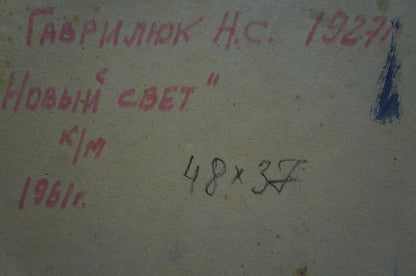 Гаврилюк Н.С. 1927г
Новый "свет"
к/м
48×37
1961г.